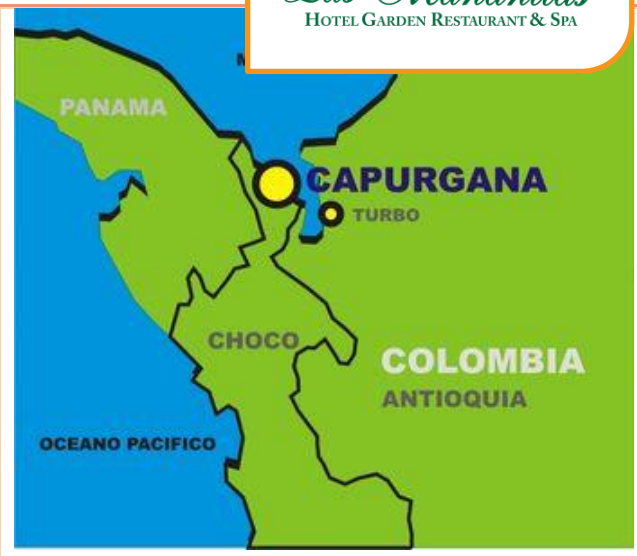 HOTEL GARDEN RESTAURANT & SPA
PANAMA
CAPURGANA
TURBO
CHOCO
COLOMBIA
ANTIOQUIA
OCEANO PACIFICO